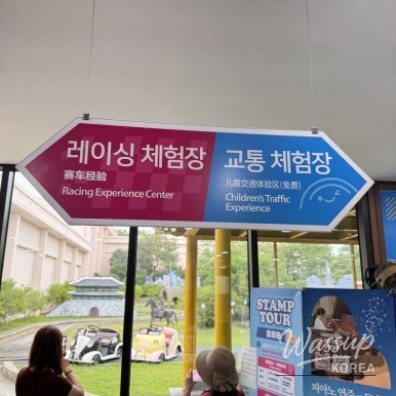 레이싱 체험장
赛车经验
Racing Experience Center
교통 체험장
儿童交通体验区(免费)
Children's Traffic
Experience
STAMP
TOUR
Wassup
KOREA